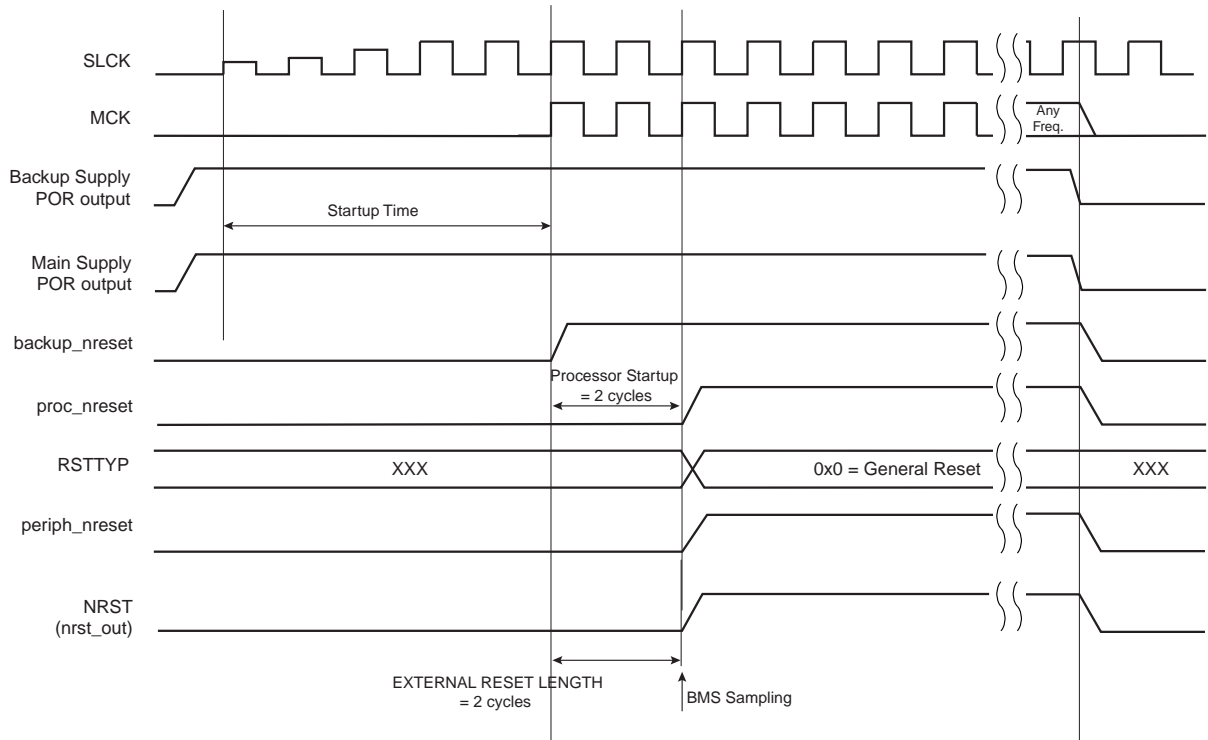 SLCK
MCK
Any
Freq.
Backup Supply
POR output
Startup Time
Main Supply
POR output
backup_nreset
Processor Startup
= 2 cycles
proc_nreset
RSTTYP
XXX
0x0 = General Reset
XXX
periph_nreset
NRST
(nrst_out)
EXTERNAL RESET LENGTH
= 2 cycles
BMS Sampling